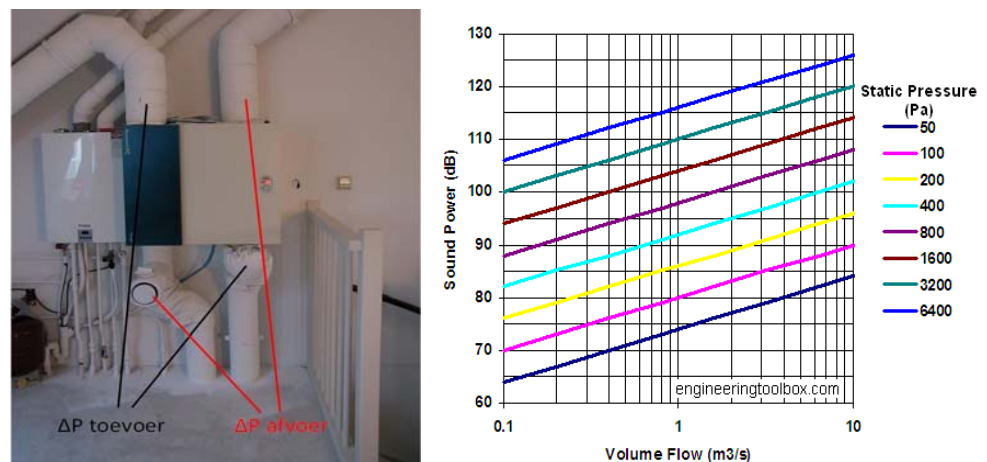 ΔP toevoer
ΔP afvoer
130
120
110
100
90
80
70
60
Sound Power (dB)
0.1
1
10
Volume Flow (m3/s)
engineeringtoolbox.com
Static Pressure
(Pa)
50
100
200
400
800
1600
3200
6400